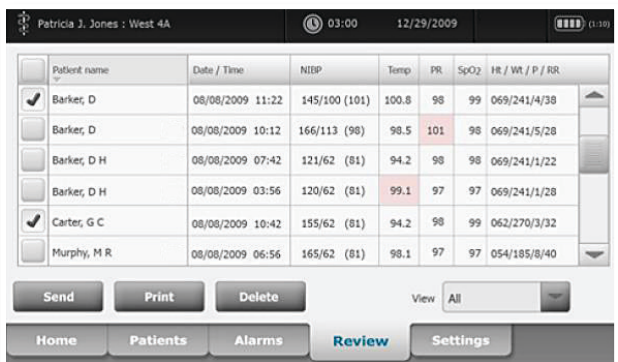 Patricia J. Jones : West 4A 03:00 12/29/2009 (1:10)
Patient name Date / Time NIBP Temp PR SpO2 Ht / Wt / P / RR
Barker, D 08/08/2009 11:22 145/100 (101) 100.8 98 99 069/241/4/38
Barker, D 08/08/2009 10:12 166/113 (98) 98.5 101 98 069/241/5/28
Barker, D H 08/08/2009 07:42 121/62 (81) 94.2 98 98 069/241/1/22
Barker, D H 08/08/2009 03:56 120/62 (81) 99.1 97 97 069/241/1/28
Carter, G C 08/08/2009 10:42 155/62 (81) 94.2 98 99 062/270/3/32
Murphy, M R 08/08/2009 06:56 165/62 (81) 98.1 97 97 054/185/8/40
Send Print Delete View All
Home Patients Alarms Review Settings